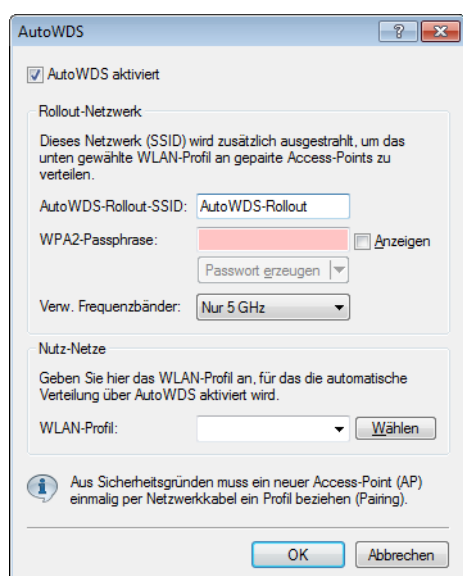 AutoWDS
?
AutoWDS aktiviert
Rollout-Netzwerk
Dieses Netzwerk (SSID) wird zusätzlich ausgestrahlt, um das
unten gewählte WLAN-Profil an gepairte Access-Points zu
verteilen.
AutoWDS-Rollout-SSID: AutoWDS-Rollout
WPA2-Passphrase: Anzeigen
Passwort erzeugen
Verw. Frequenzbänder: Nur 5 GHz
Nutz-Netze
Geben Sie hier das WLAN-Profil an, für das die automatische
Verteilung über AutoWDS aktiviert wird.
WLAN-Profil: Wählen
Aus Sicherheitsgründen muss ein neuer Access-Point (AP)
einmalig per Netzwerkkabel ein Profil beziehen (Pairing).
OK Abbrechen